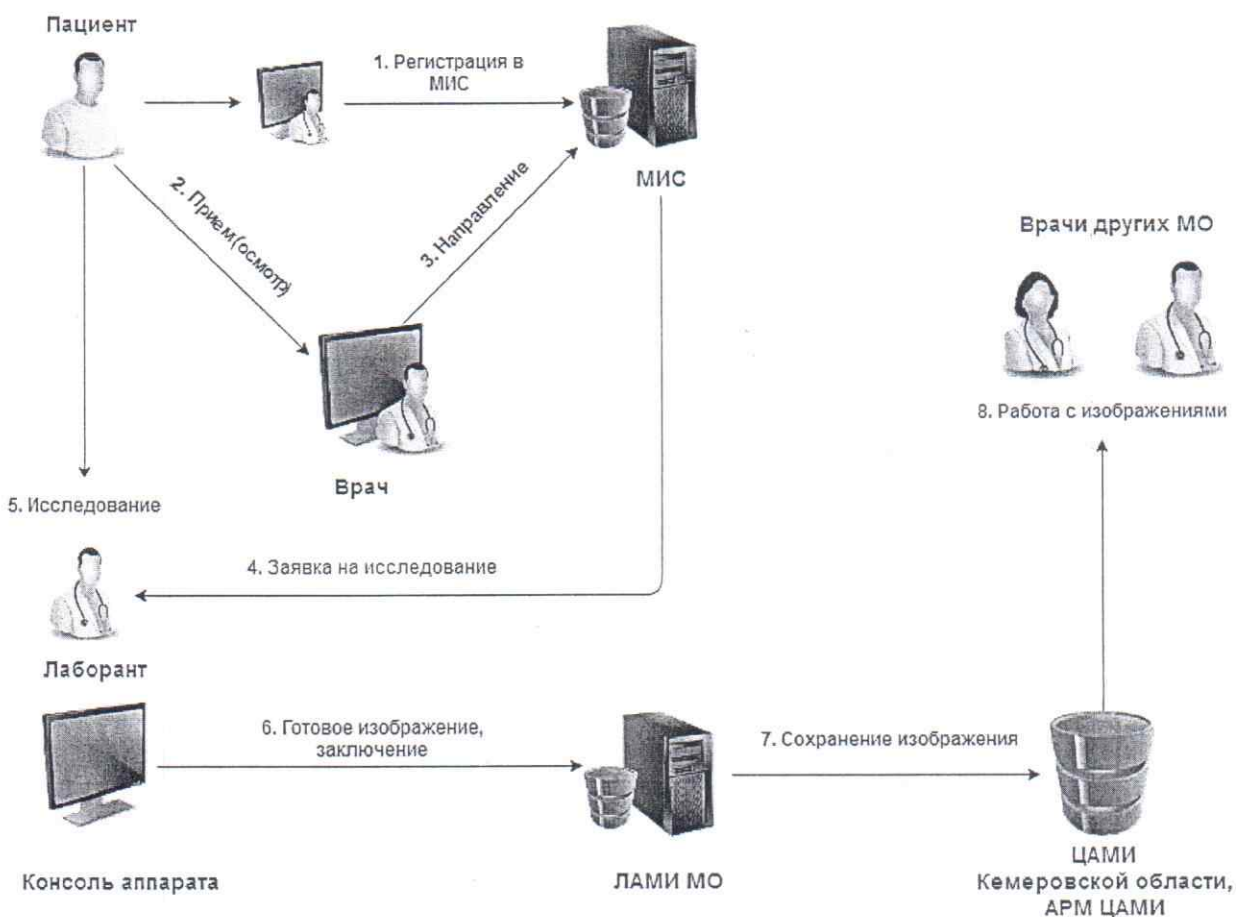 Пациент
1. Регистрация в
МИС
МИС
2. Прием (осмотр)
3. Направление
Врачи других МО
8. Работа с изображениями
Врач
5. Исследование
4. Заявка на исследование
Лаборант
6. Готовое изображение,
заключение
7. Сохранение изображения
Консоль аппарата
ЛАМИ МО
ЦАМИ
Кемеровской области,
АРМ ЦАМИ